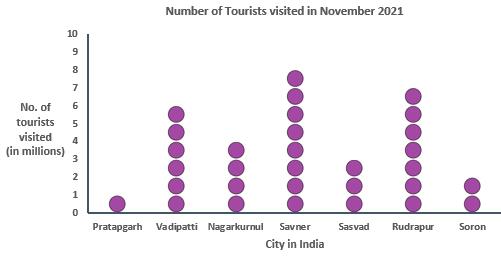 Number of Tourists visited in November 2021
No. of
tourists
visited
(in millions)
10
9
8
7
6
5
4
3
2
1
0
Pratapgarh Vadipatti Nagarkurnul Savner Sasvad Rudrapur Soron
City in India